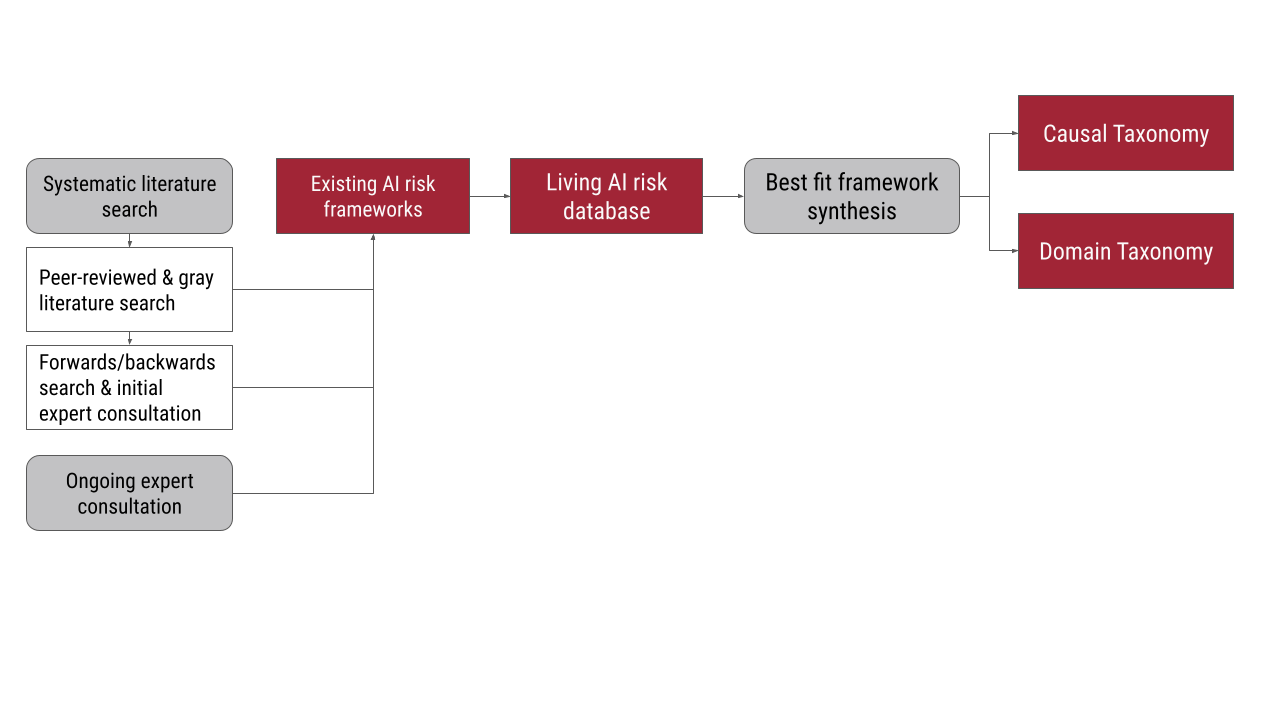 Systematic literature
search
Peer-reviewed & gray
literature search
Forwards/backwards
search & initial
expert consultation
Ongoing expert
consultation
Existing AI risk
frameworks
Living AI risk
database
Best fit framework
synthesis
Causal Taxonomy
Domain Taxonomy